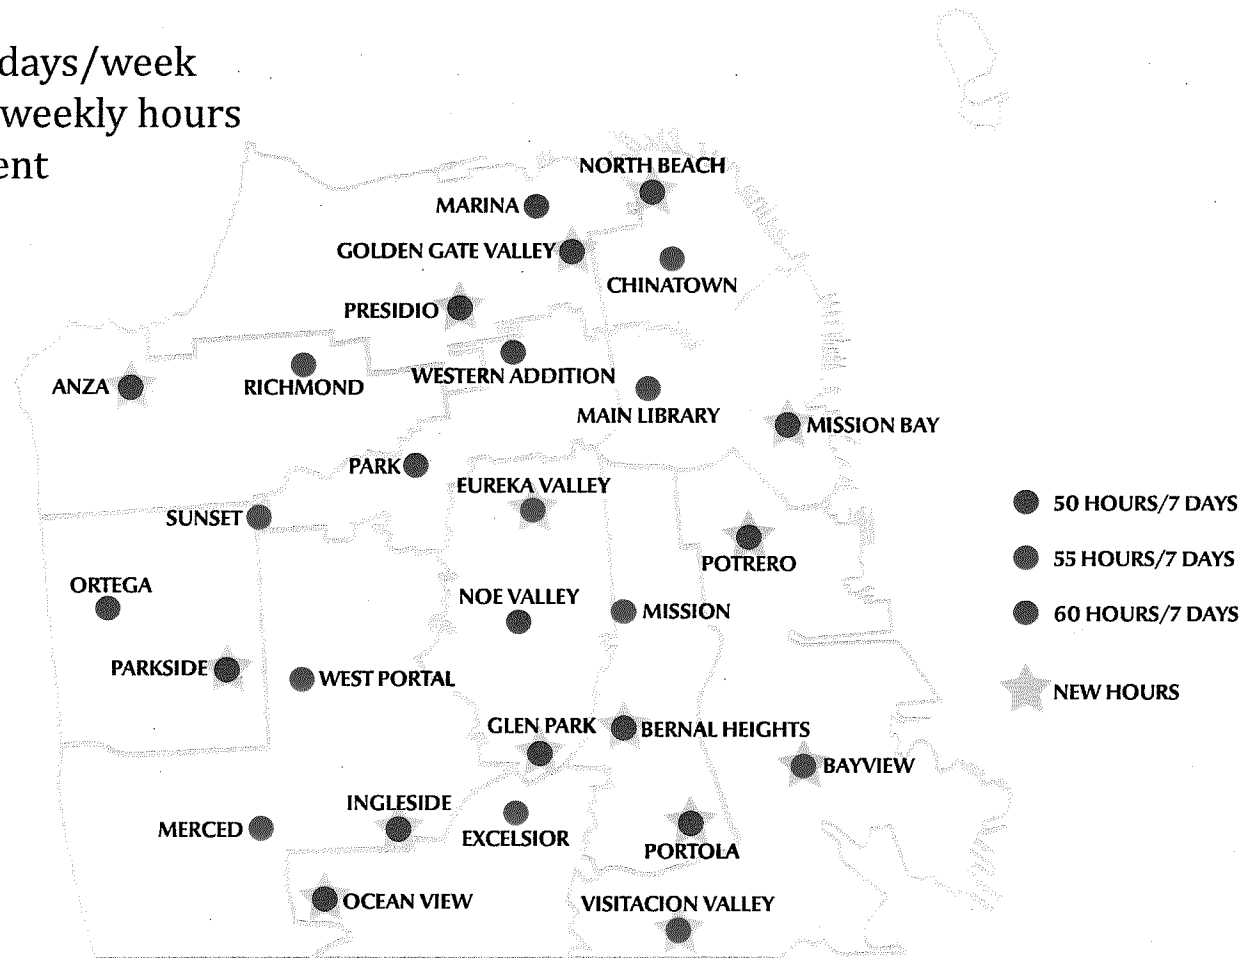 days/week
weekly hours
ent
NORTH BEACH
MARINA
GOLDEN GATE VALLEY
CHINATOWN
PRESIDIO
ANZA
RICHMOND
WESTERN ADDITION
MAIN LIBRARY
MISSION BAY
PARK
EUREKA VALLEY
SUNSET
50 HOURS/7 DAYS
55 HOURS/7 DAYS
60 HOURS/7 DAYS
NEW HOURS
POTRERO
ORTEGA
NOE VALLEY
MISSION
PARKSIDE
WEST PORTAL
GLEN PARK
BERNAL HEIGHTS
BAYVIEW
INGLESIDE
MERCED
EXCELSIOR
PORTOLA
OCEAN VIEW
VISITACION VALLEY